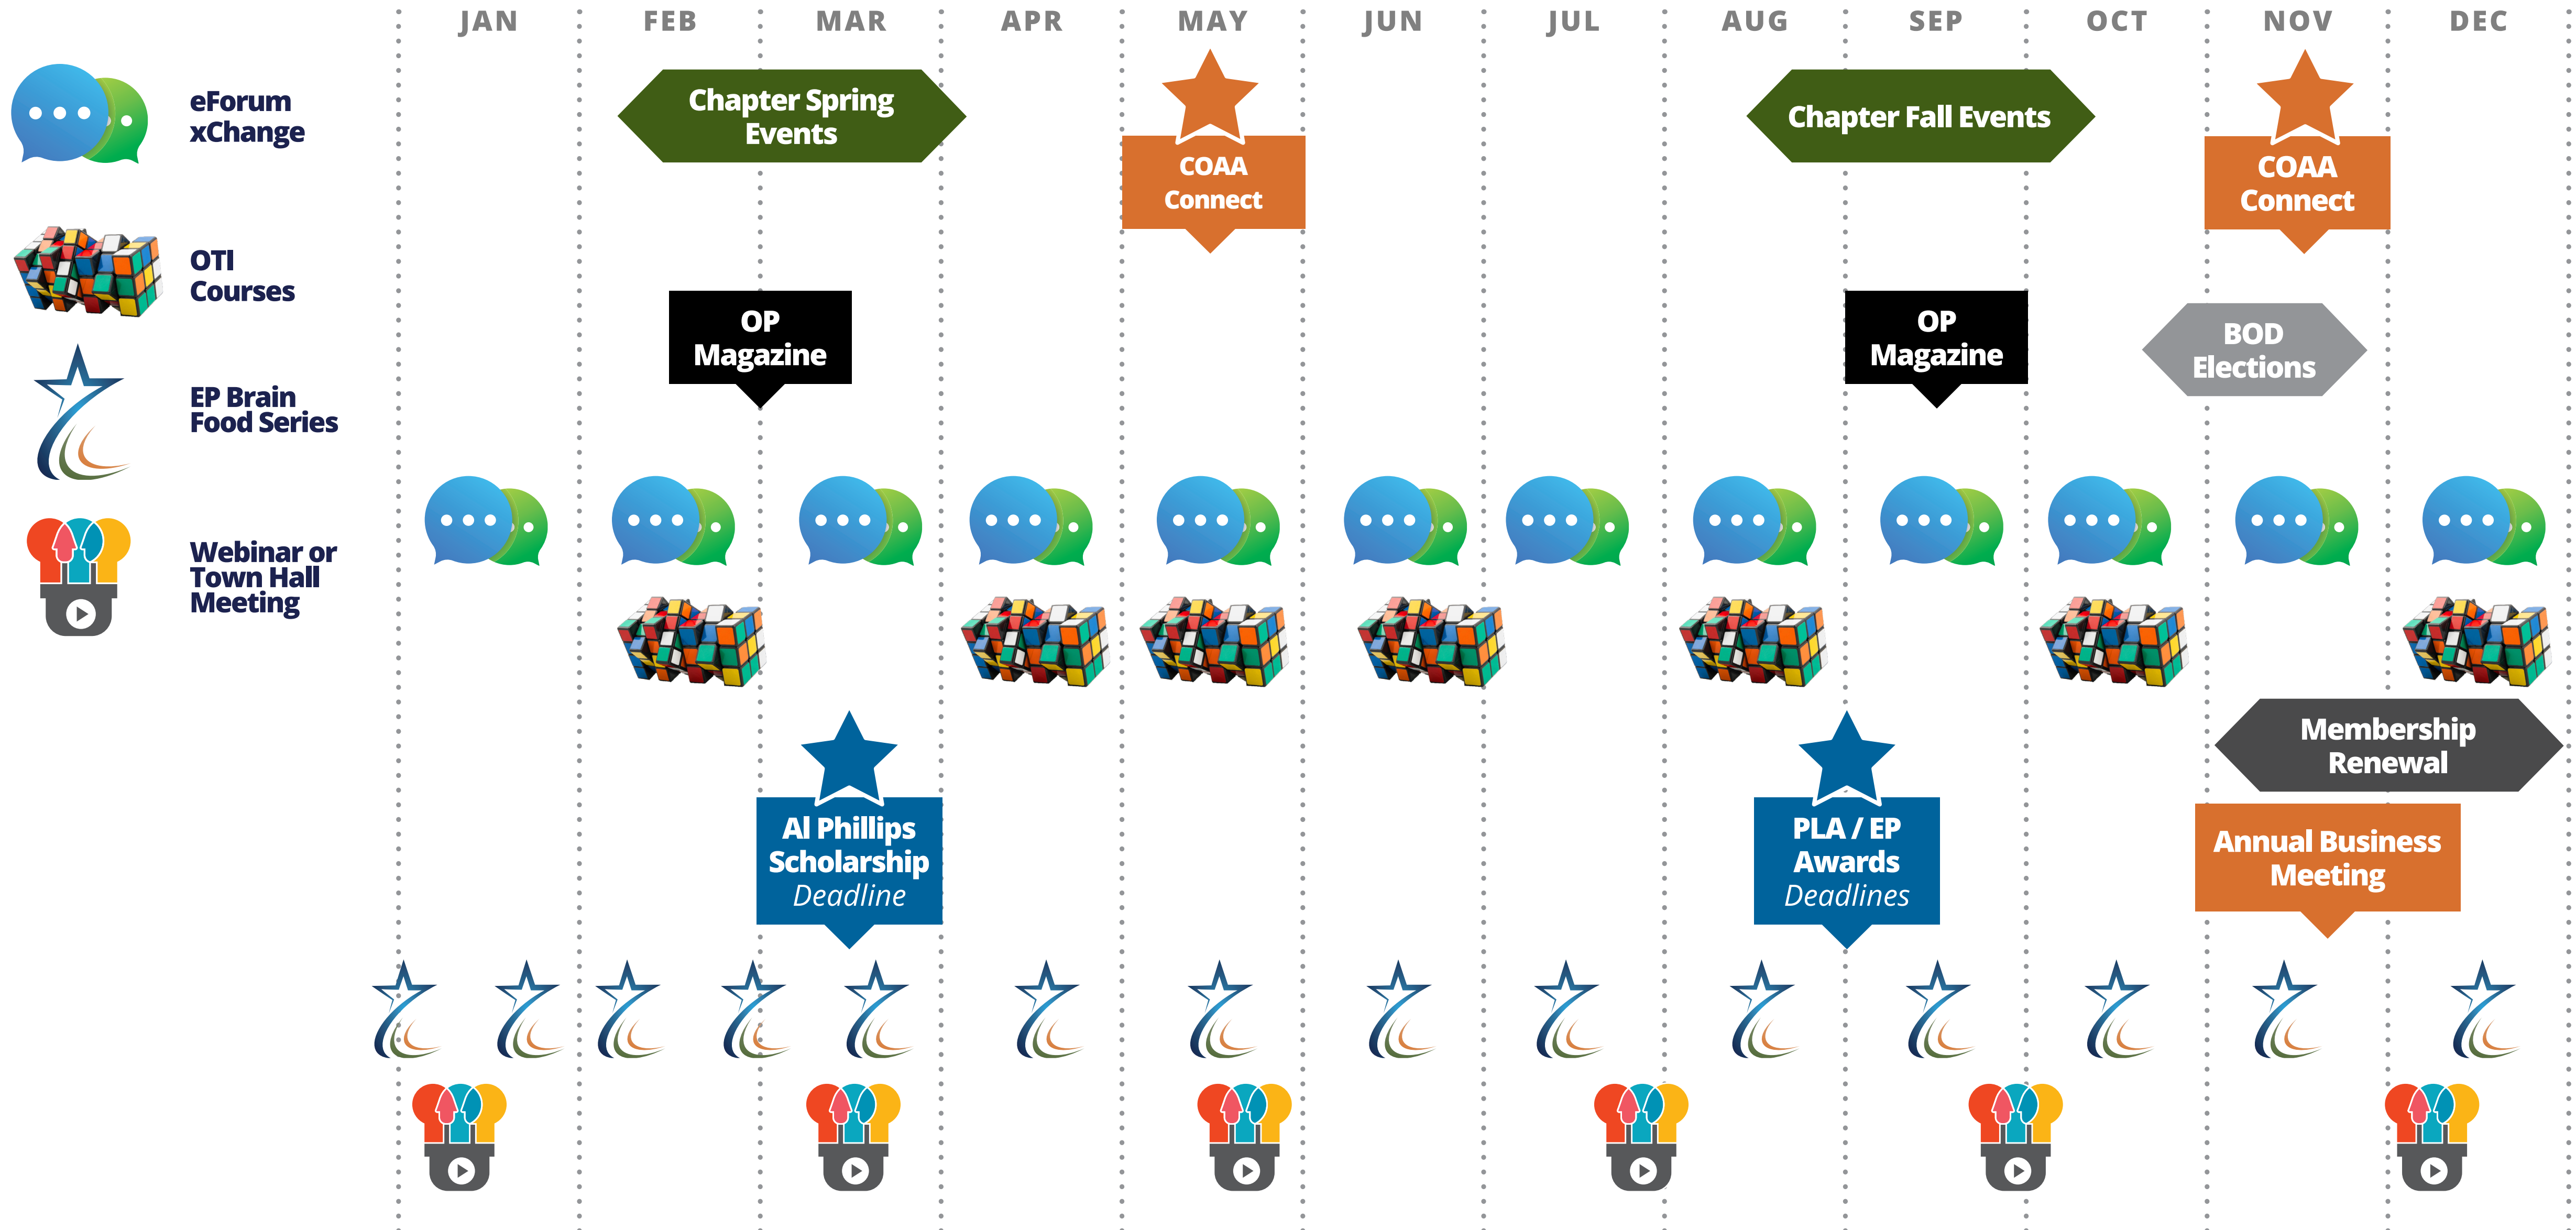 JAN FEB MAR APR MAY JUN JUL AUG SEP OCT NOV DEC
eForum
xChange
Chapter Spring
Events
COAA
Connect
Chapter Fall Events
COAA
Connect
OTI
Courses
OP
Magazine
OP
Magazine
BOD
Elections
EP Brain
Food Series
Webinar or
Town Hall
Meeting
Membership
Renewal
Al Phillips
Scholarship
Deadline
PLA / EP
Awards
Deadlines
Annual Business
Meeting